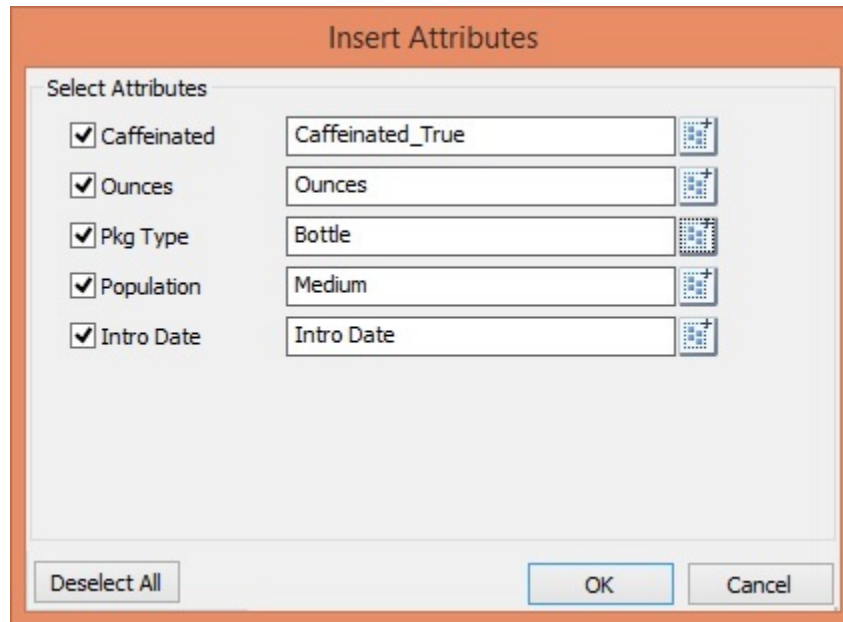 Insert Attributes
Select Attributes
Caffeinated Caffeinated_True
Ounces Ounces
Pkg Type Bottle
Population Medium
Intro Date Intro Date
Deselect All OK Cancel